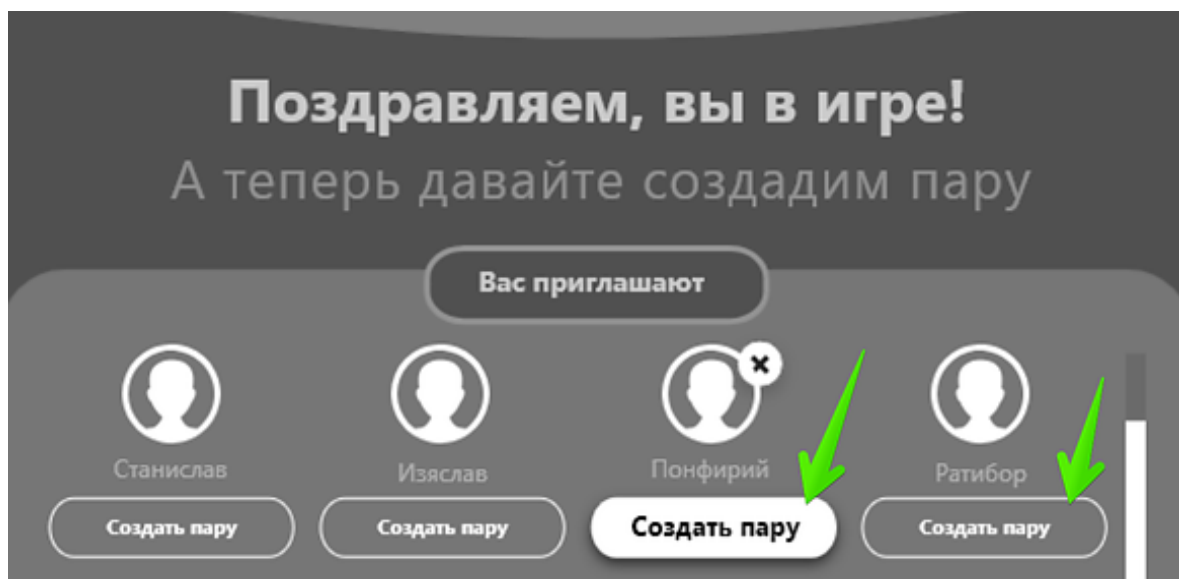 Поздравляем, вы в игре!
А теперь давайте создадим пару
Вас приглашают
Станислав Изяслав Понфирий Ратибор
Создать пару Создать пару Создать пару Создать пару